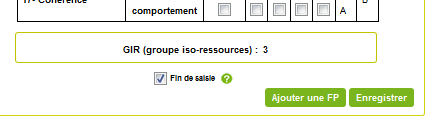 17- Cohérence
comportement A B
GIR (groupe iso-ressources) : 3
Fin de saisie ?
Ajouter une FP Enregistrer